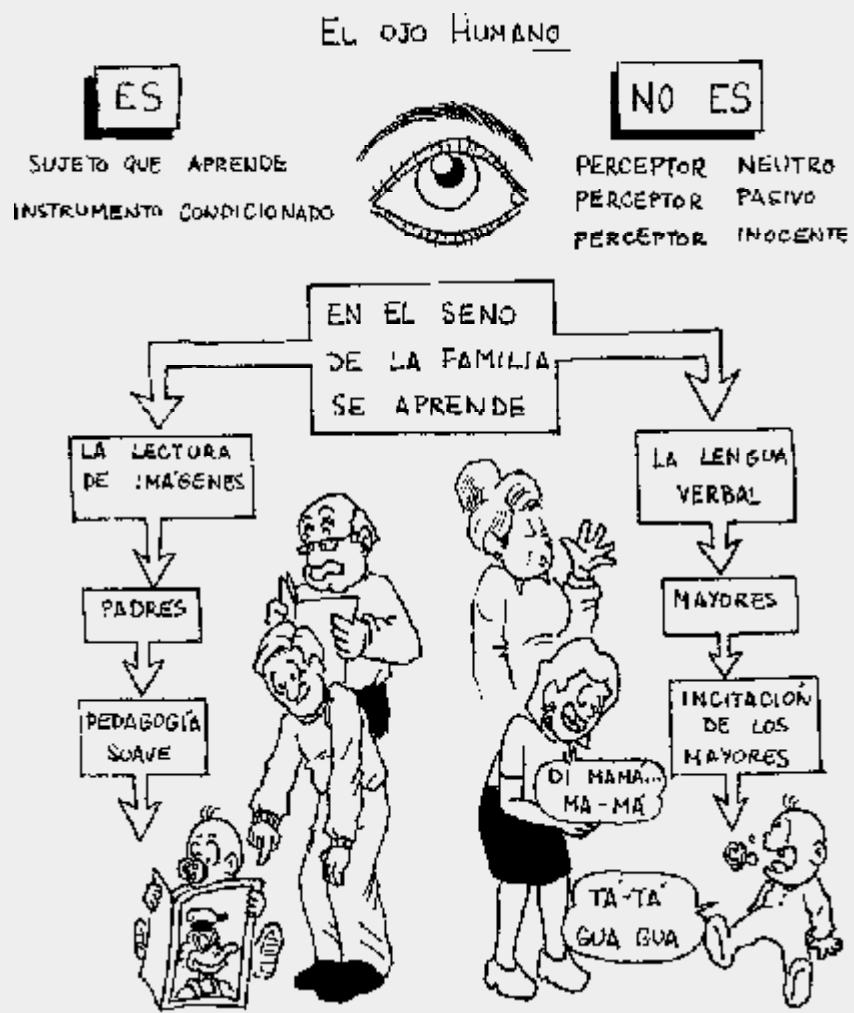 EL OJO HUMANO
ES
SUJETO QUE APRENDE
INSTRUMENTO CONDICIONADO
NO ES
PERCEPTOR NEUTRO
PERCEPTOR PASIVO
PERCEPTOR INOCENTE
EN EL SENO
DE LA FAMILIA
SE APRENDE
LA LECTURA
DE IMÁGENES
PADRES
PEDAGOGÍA
SUAVE
LA LENGUA
VERBAL
MAYORES
INCITACIÓN
DE LOS
MAYORES
DI MAMA...
MA-MÁ
TA-TÁ
GUA GUA